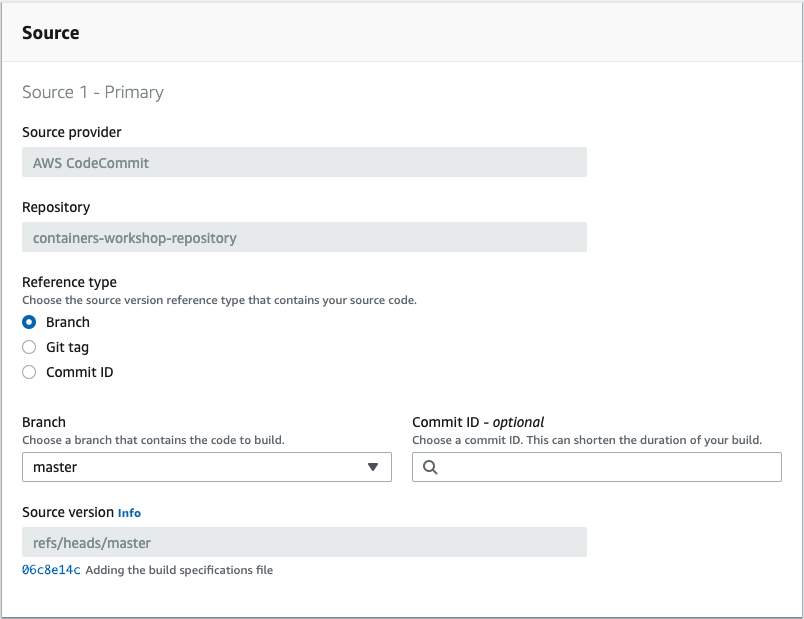 Source
Source 1 - Primary
Source provider
AWS CodeCommit
Repository
containers-workshop-repository
Reference type
Choose the source version reference type that contains your source code.
Branch
Git tag
Commit ID
Branch
Choose a branch that contains the code to build.
master
Commit ID - optional
Choose a commit ID. This can shorten the duration of your build.
Source version Info
refs/heads/master
06c8e14c Adding the build specifications file